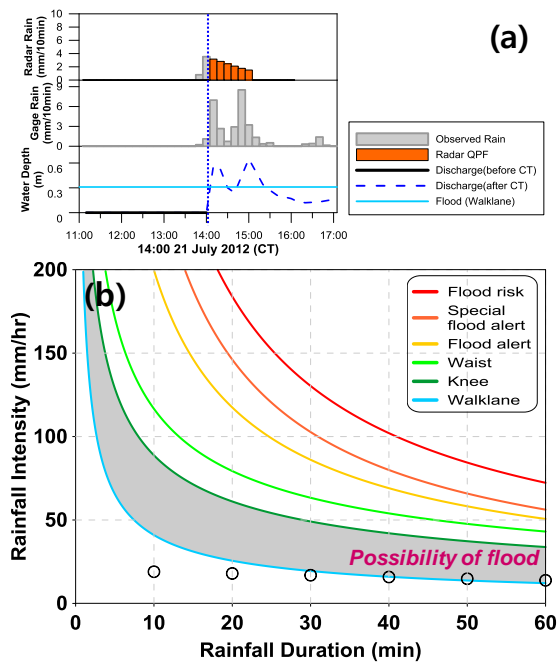 (a)
Radar Rain
(mm/10min)
10
8
6
4
2
0
Gage Rain
(mm/10min)
9
6
3
0
Water Depth
(m)
0.6
0.3
0
11:00 12:00 13:00 14:00 15:00 16:00 17:00
14:00 21 July 2012 (CT)
Observed Rain
Radar QPF
Discharge(before CT)
Discharge(after CT)
Flood (Walklane)
(b)
Rainfall Intensity (mm/hr)
200
150
100
50
0
Flood risk
Special
flood alert
Flood alert
Waist
Knee
Walklane
Possibility of flood
0 10 20 30 40 50 60
Rainfall Duration (min)